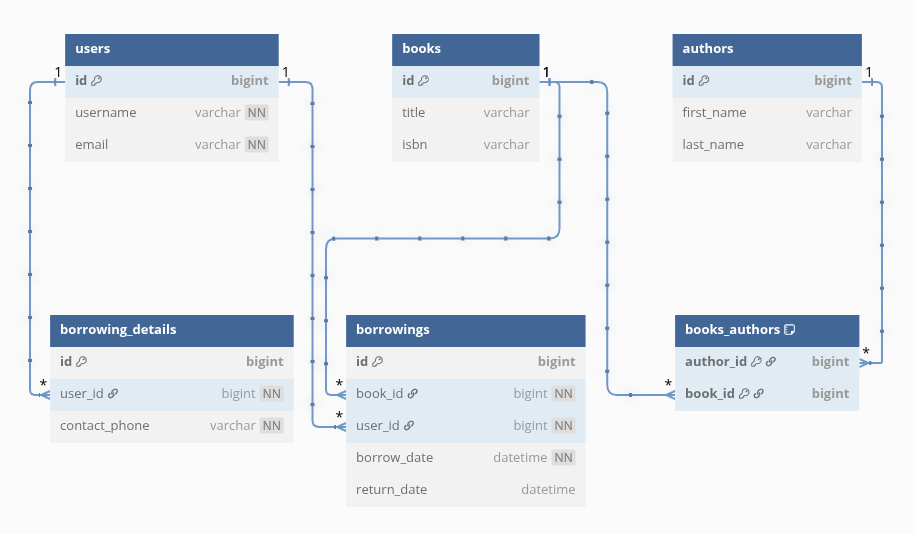 users
id bigint
username varchar NN
email varchar NN
books
id bigint
title varchar
isbn varchar
authors
id bigint
first_name varchar
last_name varchar
1
1
1
1
borrowing_details
id bigint
user_id bigint NN
contact_phone varchar NN
borrowings
id bigint
book_id bigint NN
user_id bigint NN
borrow_date datetime NN
return_date datetime
books_authors
author_id bigint
book_id bigint
*
*
*
*
*